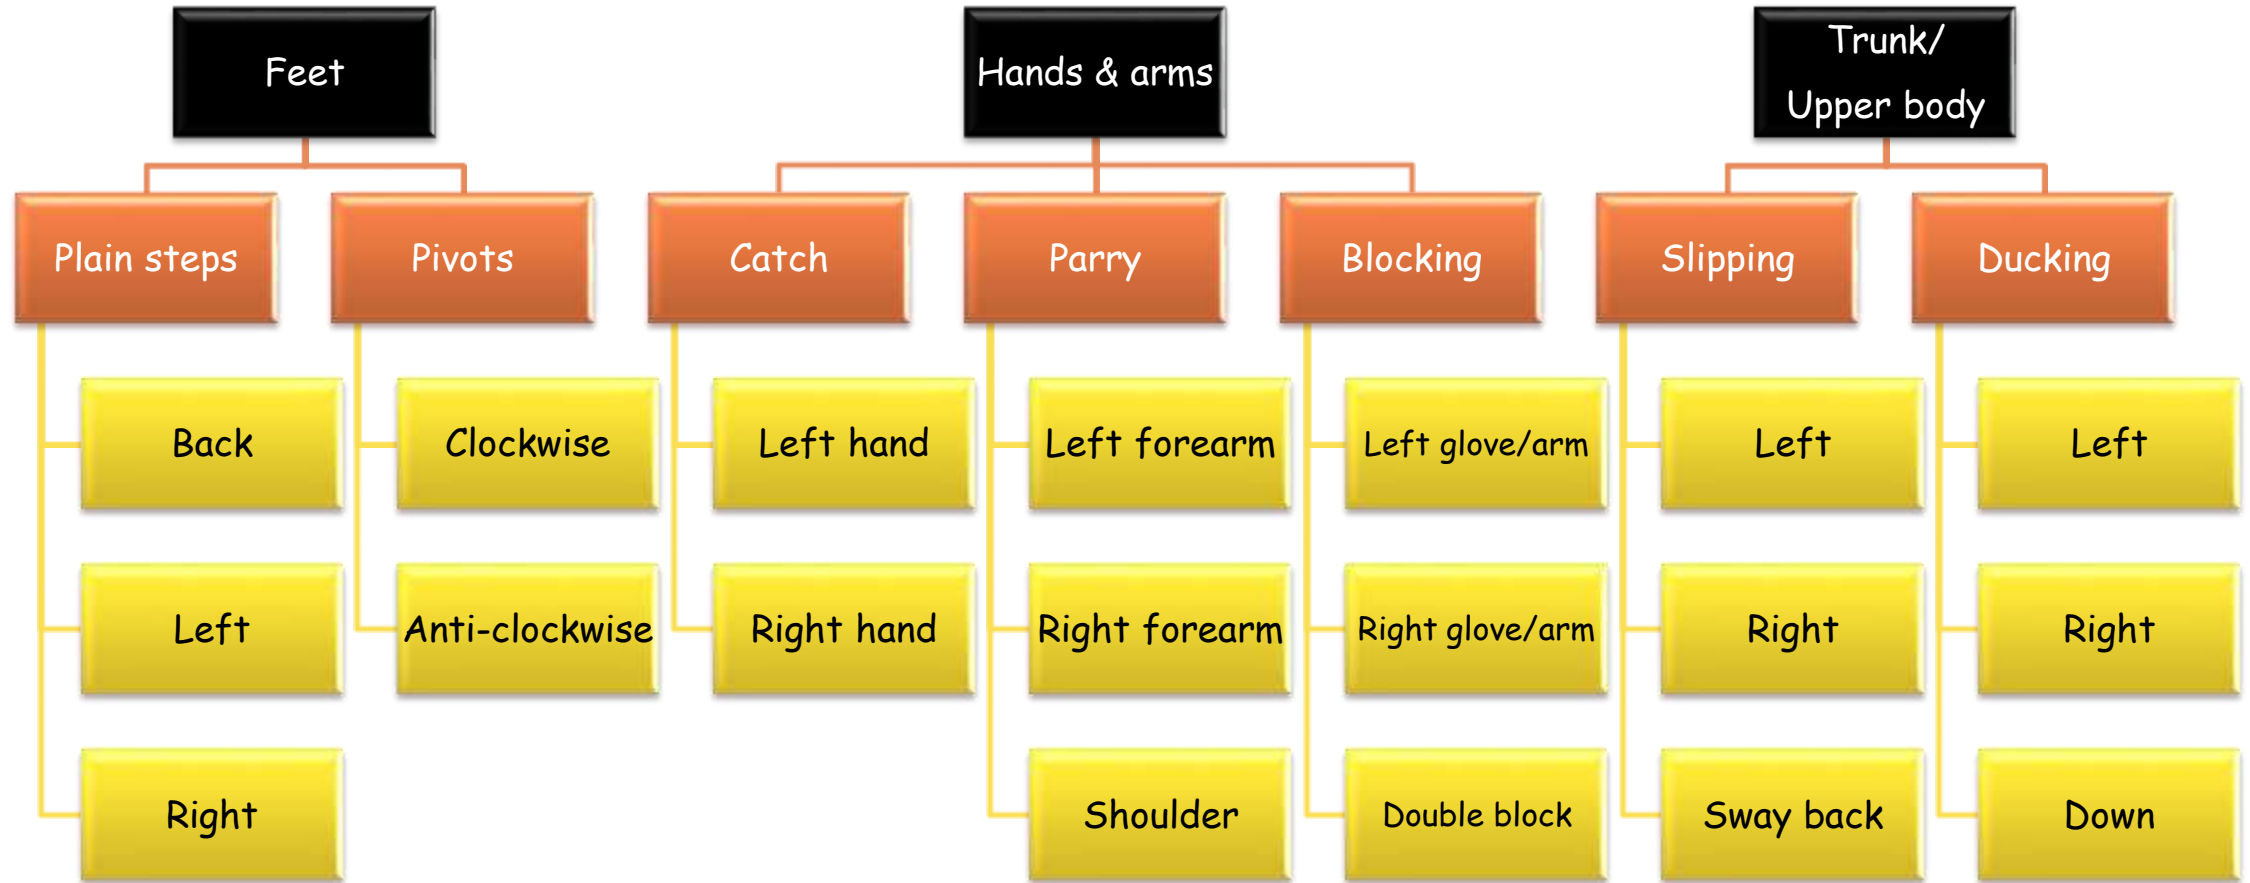 Feet
Hands & arms
Trunk/
Upper body
Plain steps
Pivots
Catch
Parry
Blocking
Slipping
Ducking
Back
Clockwise
Left hand
Left forearm
Left glove/arm
Left
Left
Left
Anti-clockwise
Right hand
Right forearm
Right glove/arm
Right
Right
Right
Shoulder
Double block
Sway back
Down